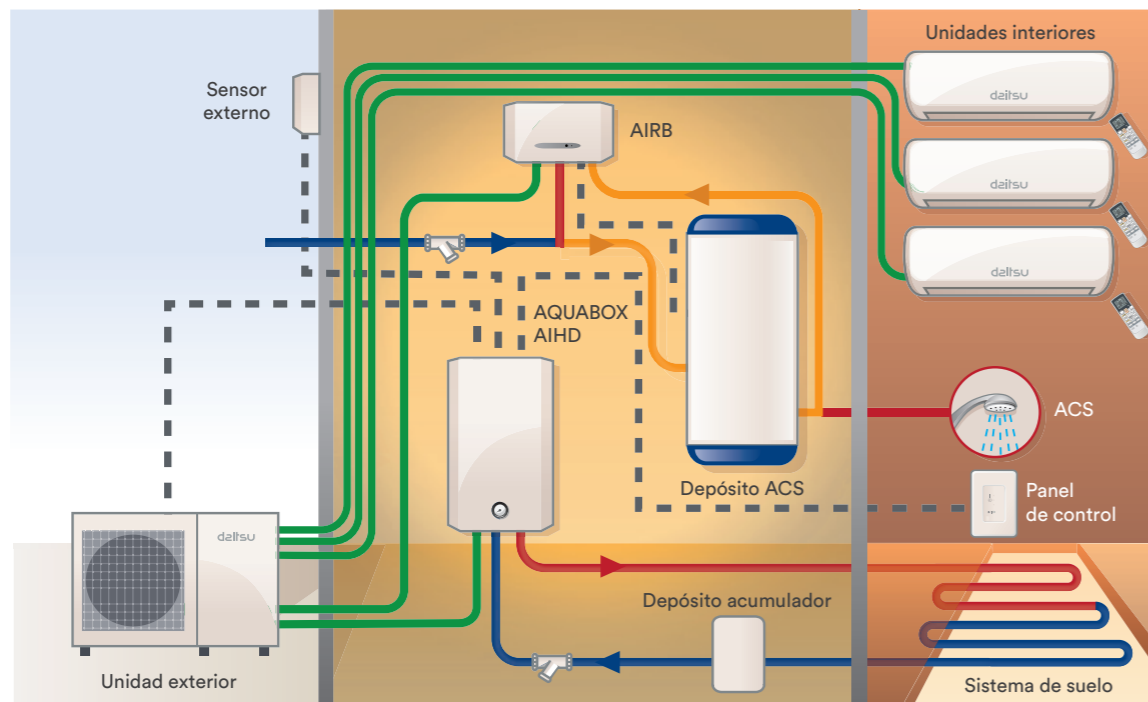 Unidades interiores
daitsu
Sensor
externo
AIRB
daitsu
daitsu
AQUABOX
AIHD
ACS
Depósito ACS
Panel
de control
daitsu
Depósito acumulador
Unidad exterior
Sistema de suelo